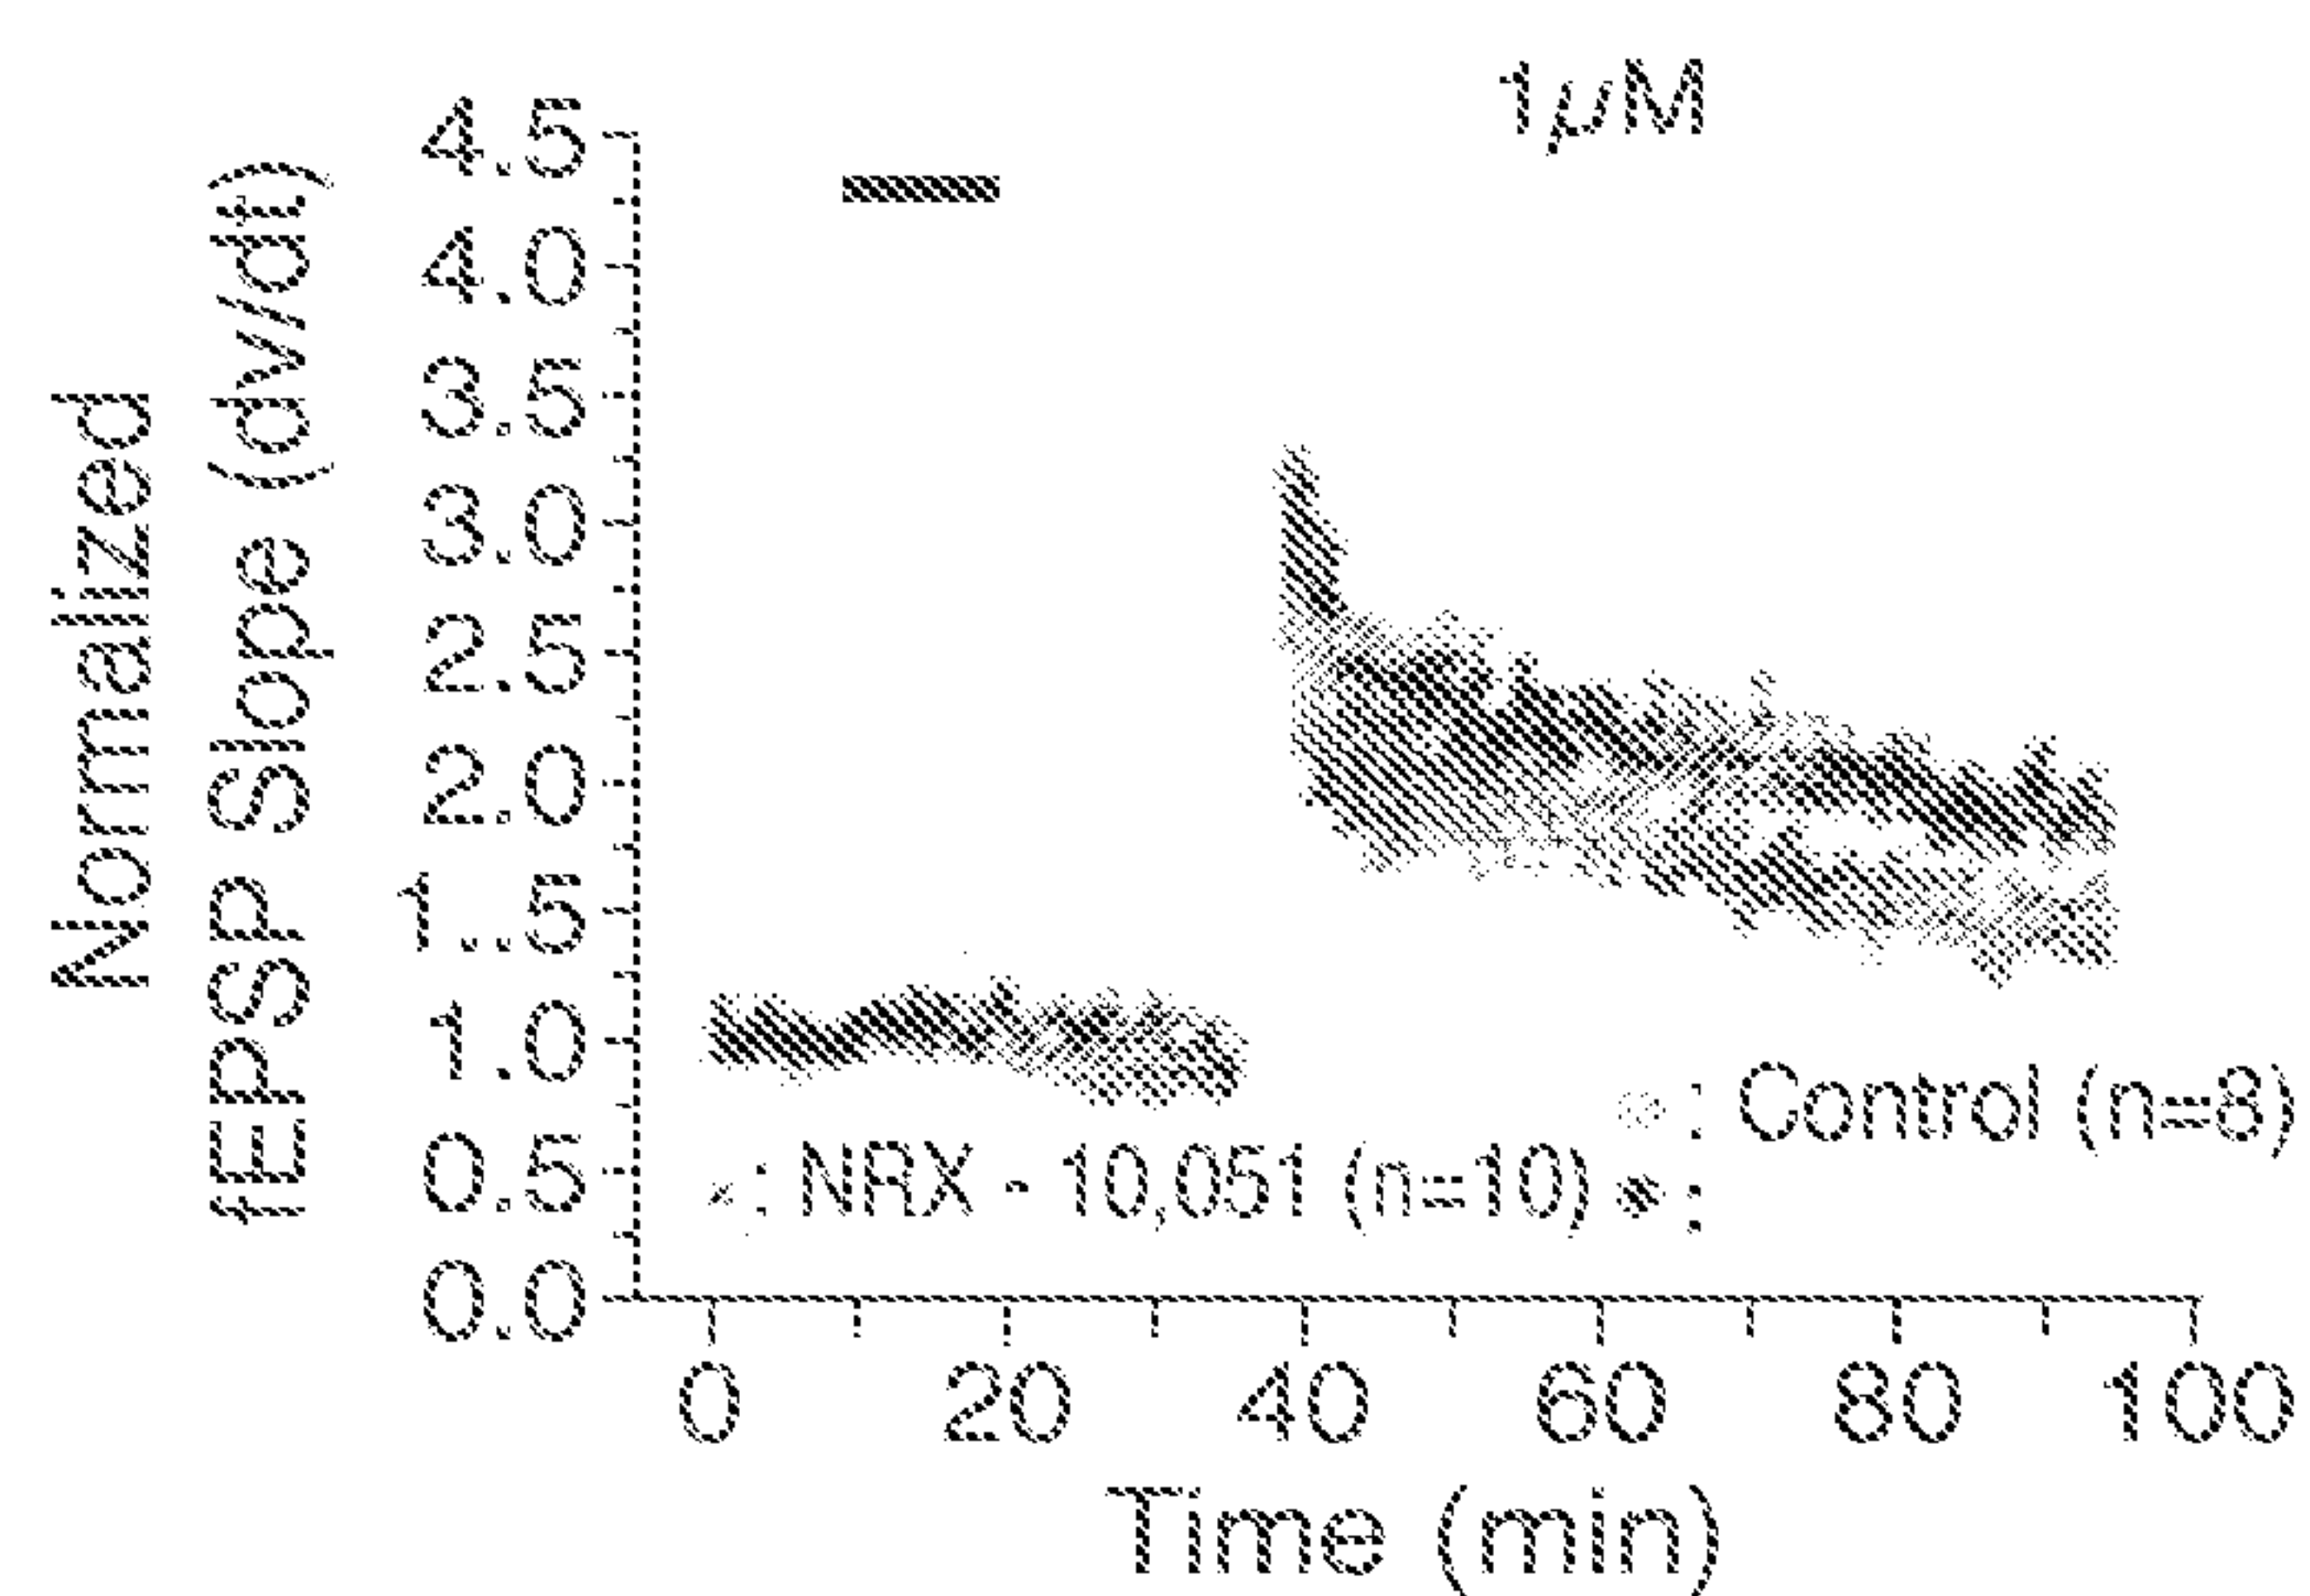 1μM
Normalized
fEPSP Slope (dv/dt)
4.5
4.0
3.5
3.0
2.5
2.0
1..5
1.0
0.5
0.0
: Control (n=8)
: NRX - 10,051 (n=10) :
0 20 40 60 80 100
Time (min)